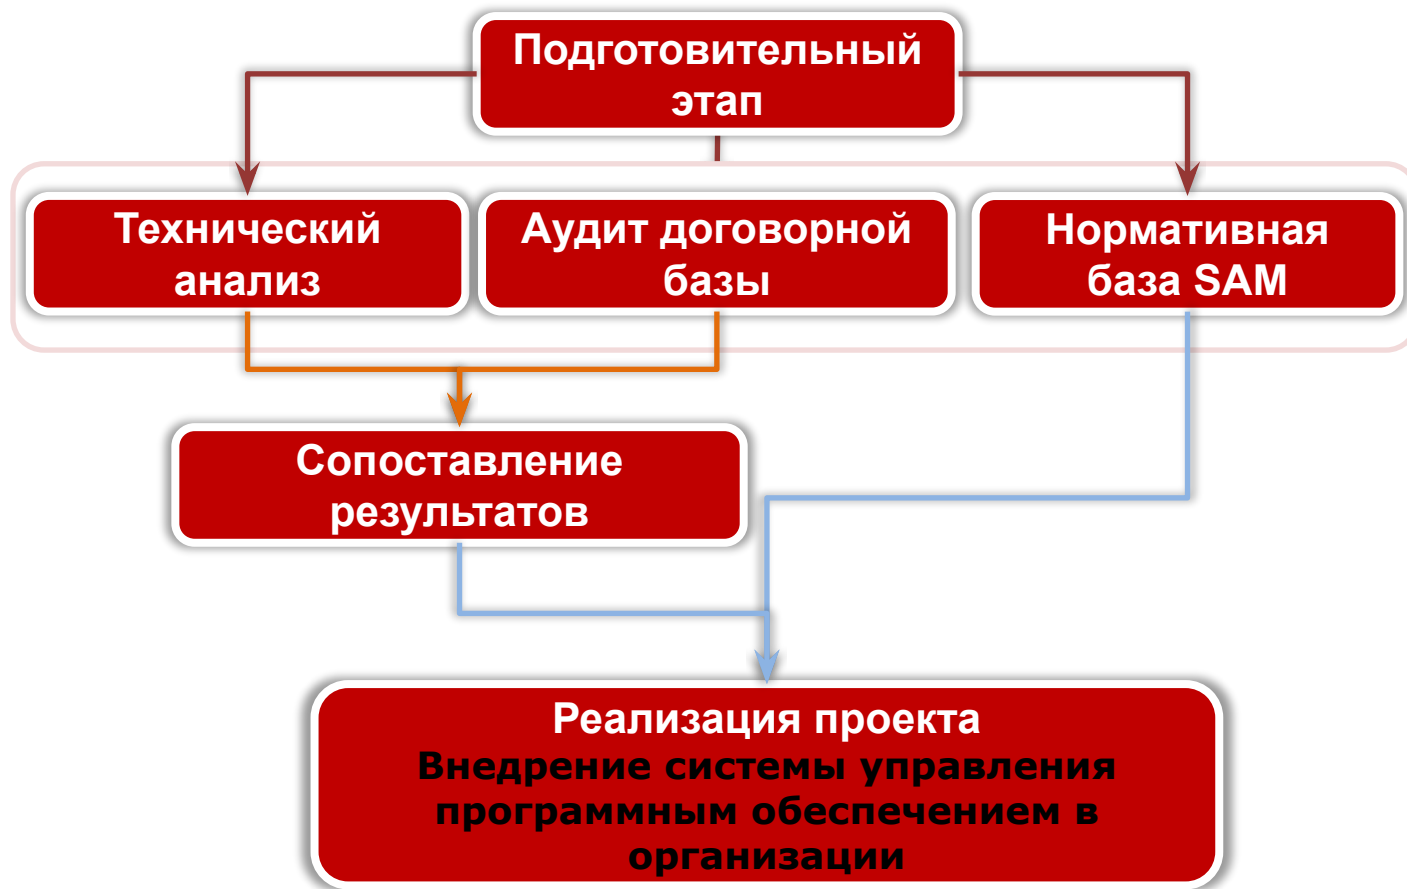 Подготовительный
этап
Технический
анализ
Аудит договорной
базы
Нормативная
база SAM
Сопоставление
результатов
Реализация проекта
Внедрение системы управления
программным обеспечением в
организации